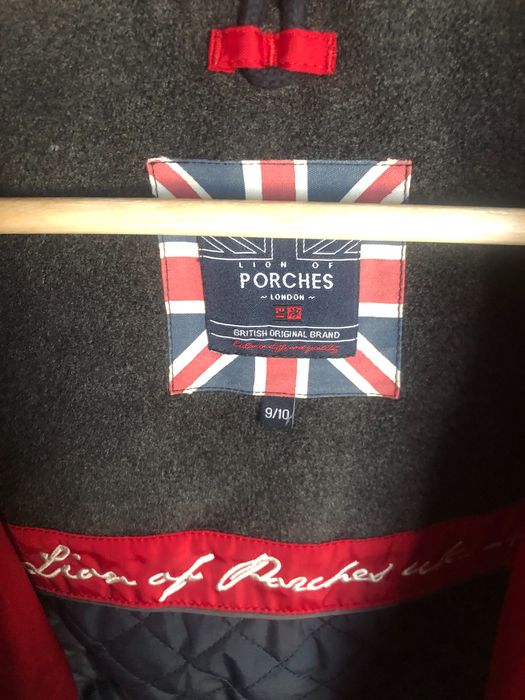 LION OF
PORCHES
~ LONDON ~
BRITISH ORIGINAL BRAND
9/10
Lion of Porches